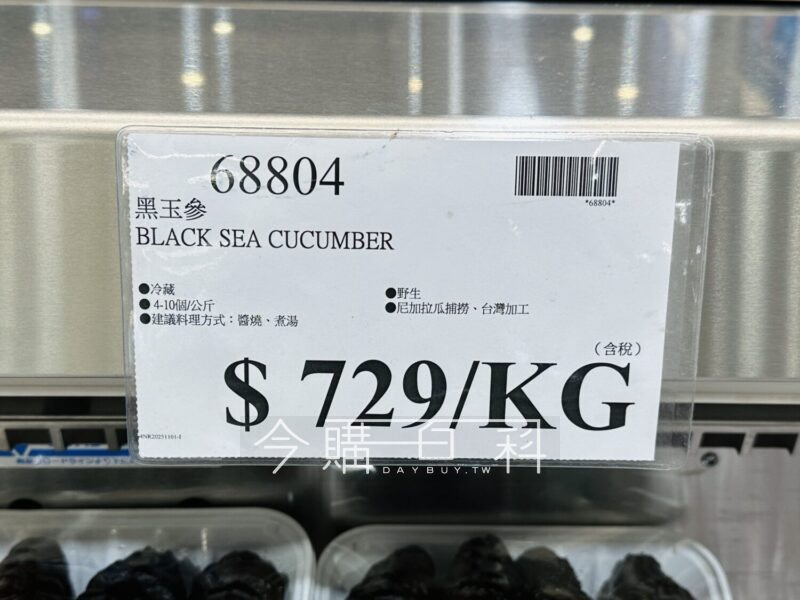 68804
*68804*
黑玉參
BLACK SEA CUCUMBER
●冷藏
●4-10個/公斤
●建議料理方式：醬燒、煮湯
●野生
●尼加拉瓜捕撈、台灣加工
（含稅）
$ 729/KG
今購百科
DAYBUY.TW